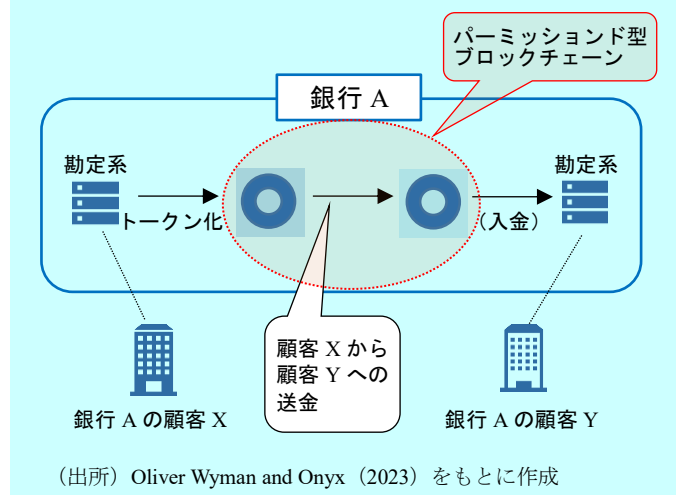 パーミッションド型
ブロックチェーン
銀行 A
勘定系
勘定系
トークン化
（入金）
顧客 X から
顧客 Y への
送金
銀行 A の顧客 X
銀行 A の顧客 Y
（出所）Oliver Wyman and Onyx（2023）をもとに作成